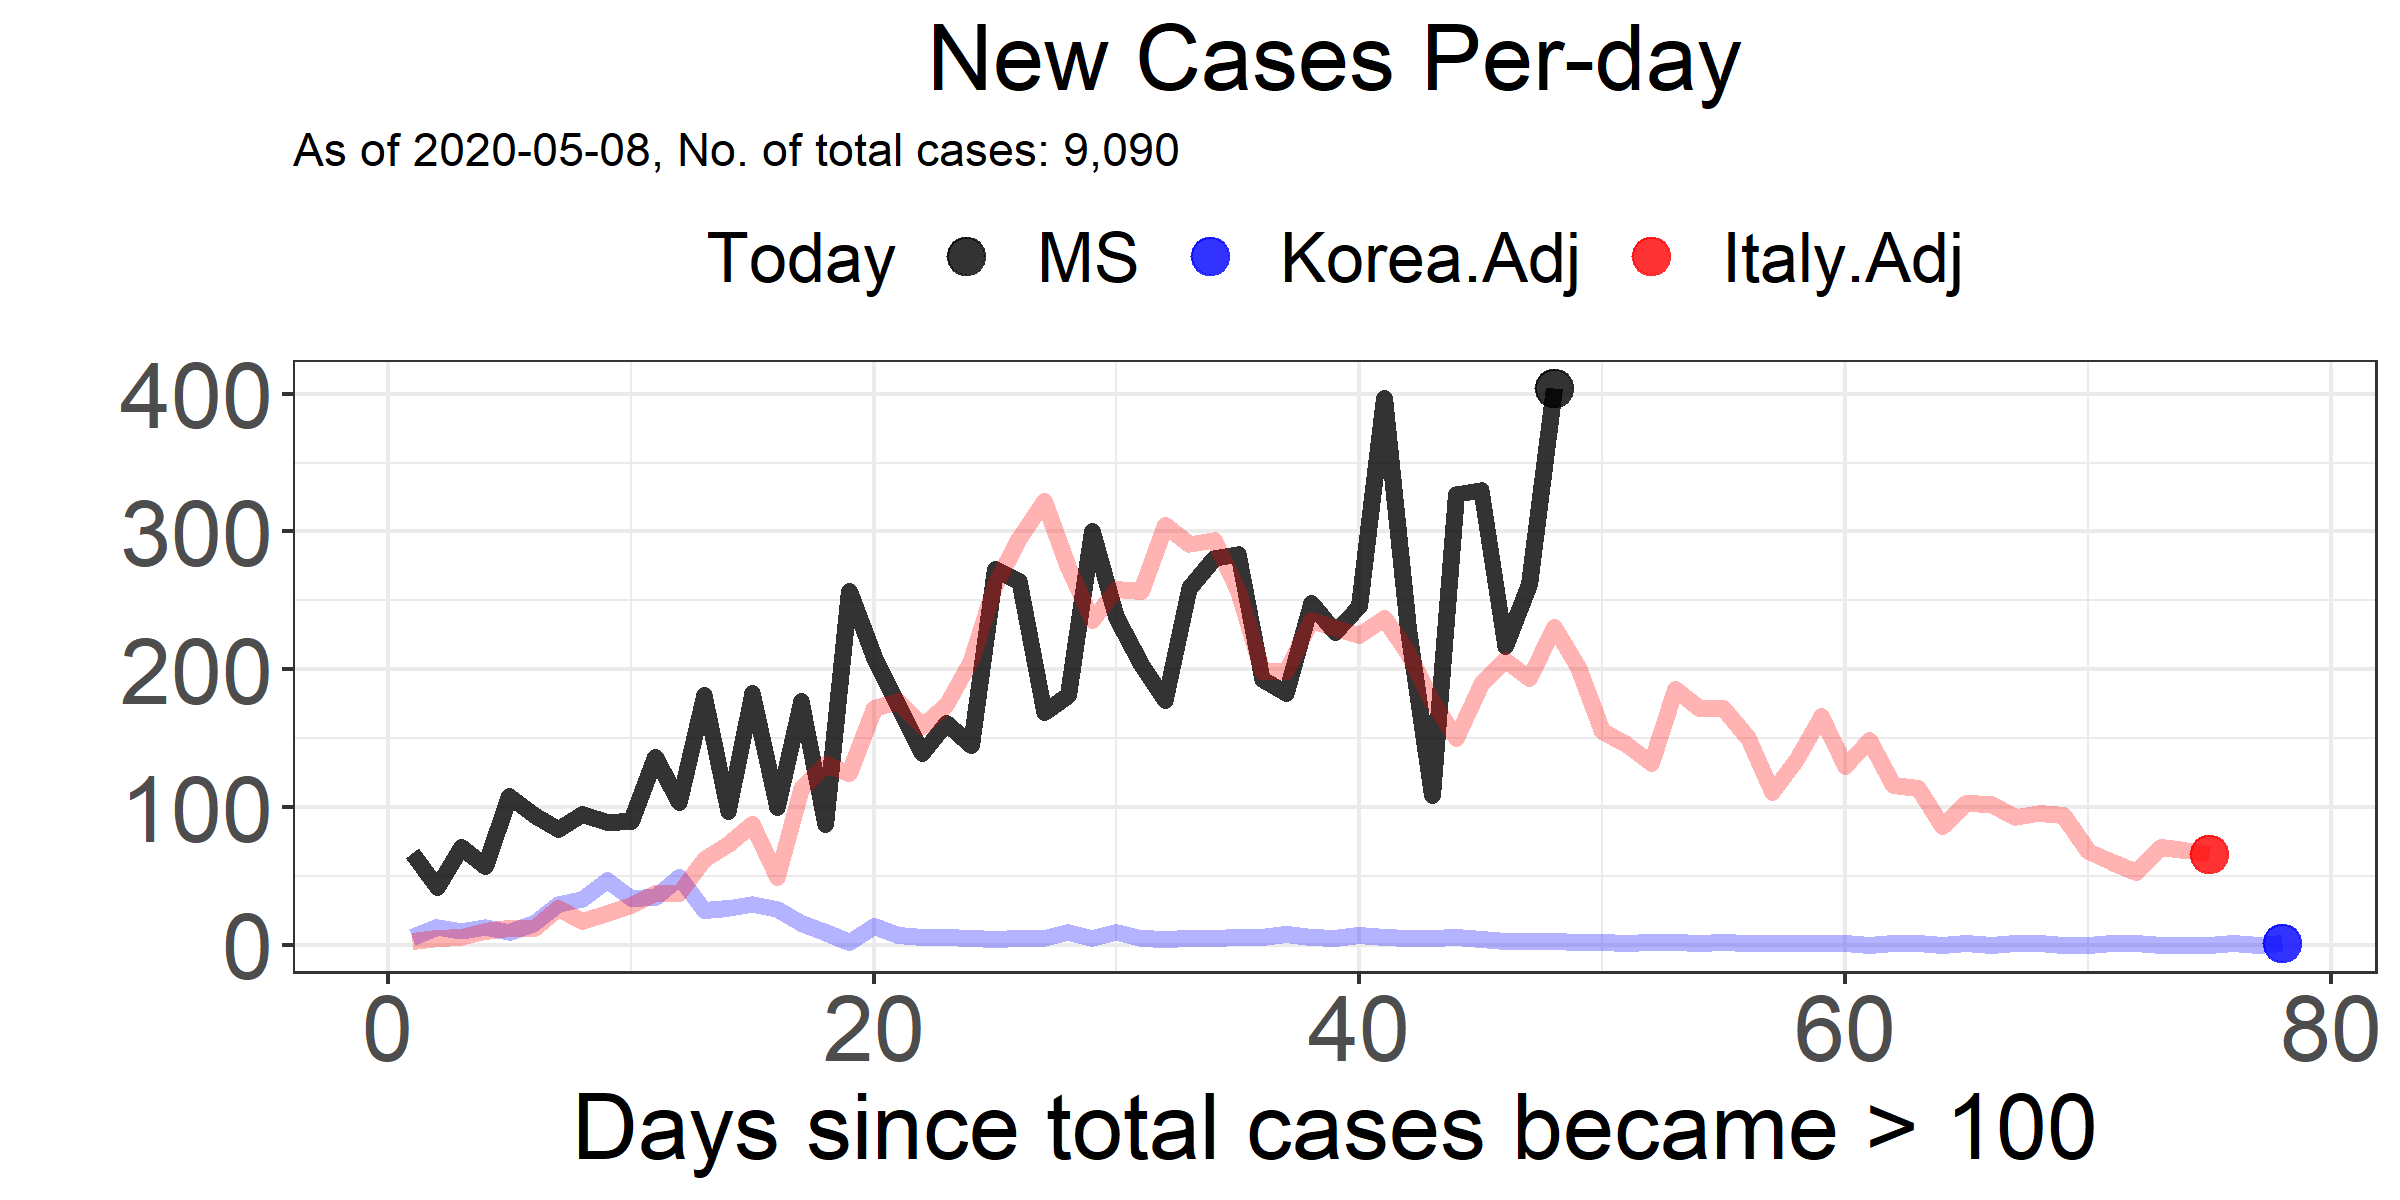 New Cases Per-day
As of 2020-05-08, No. of total cases: 9,090
Today MS Korea.Adj Italy.Adj
400
300
200
100
0
0 20 40 60 80
Days since total cases became > 100